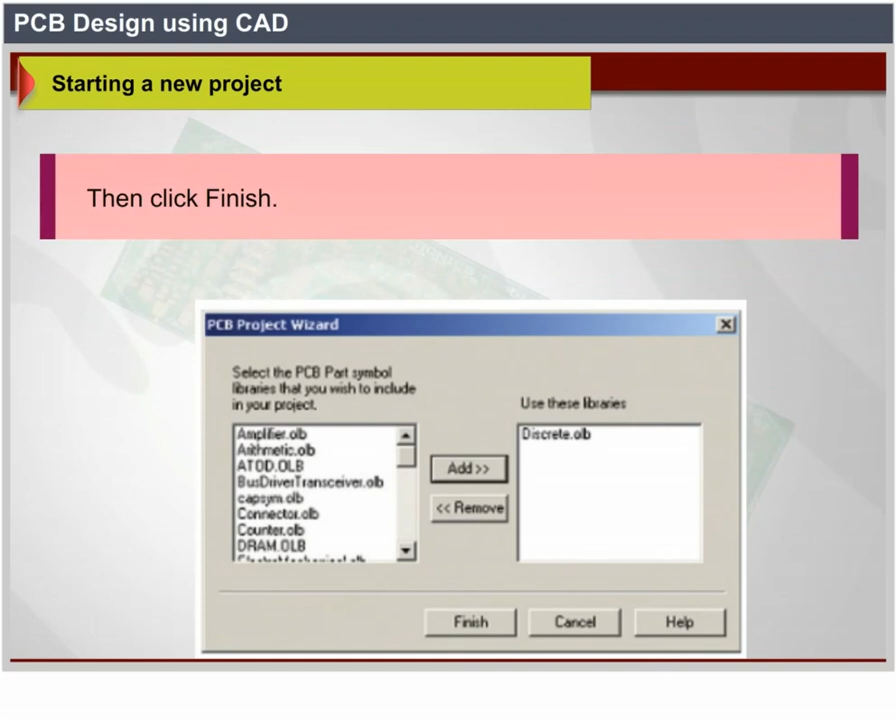 PCB Design using CAD
Starting a new project
Then click Finish.
PCB Project Wizard
Select the PCB Part symbol
libraries that you wish to include
in your project.
Use these libraries
Amplifier.olb
Arithmetic.olb
ATOD.OLB
BusDriverTransceiver.olb
capsym.olb
Connector.olb
Counter.olb
DRAM.OLB
Discrete.olb
Add >>
<< Remove
Finish
Cancel
Help